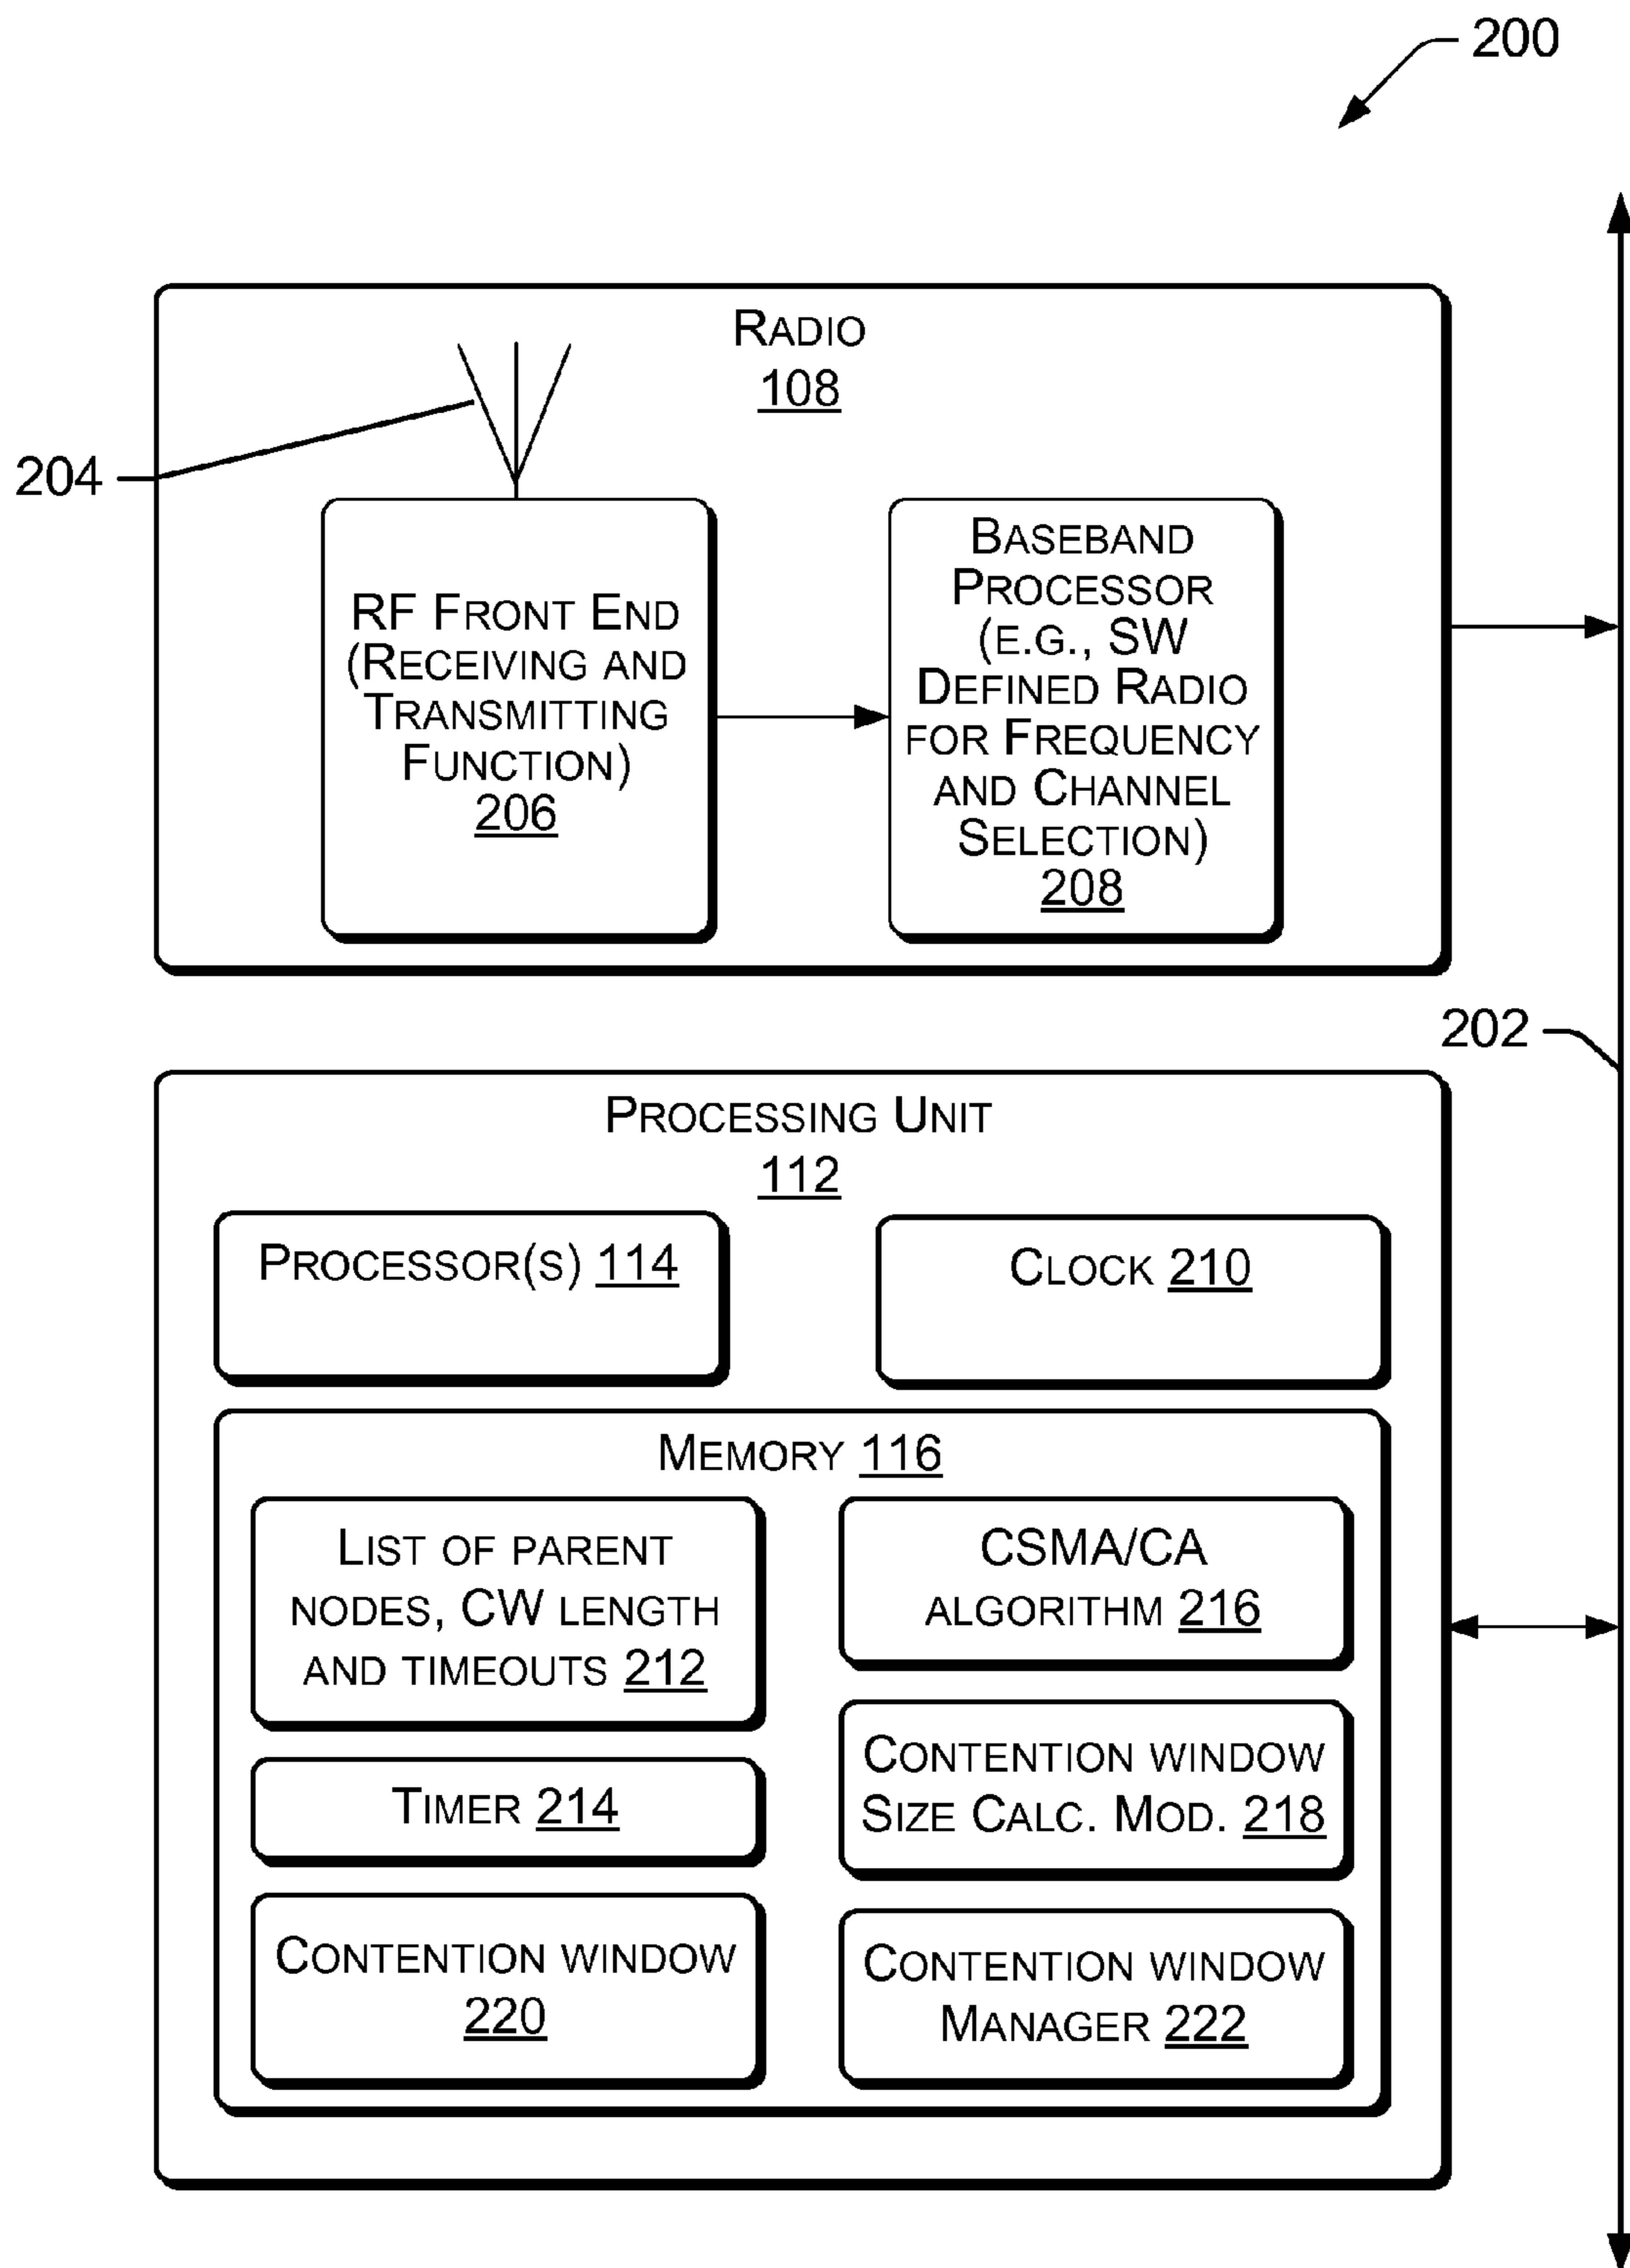 200
RADIO
108
204
RF FRONT END
(RECEIVING AND
TRANSMITTING
FUNCTION)
206
BASEBAND
PROCESSOR
(E.G., SW
DEFINED RADIO
FOR FREQUENCY
AND CHANNEL
SELECTION)
208
202
PROCESSING UNIT
112
PROCESSOR(S) 114
CLOCK 210
MEMORY 116
LIST OF PARENT
NODES, CW LENGTH
AND TIMEOUTS 212
CSMA/CA
ALGORITHM 216
TIMER 214
CONTENTION WINDOW
SIZE CALC. MOD. 218
CONTENTION WINDOW
220
CONTENTION WINDOW
MANAGER 222